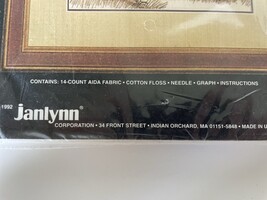 CONTAINS: 14-COUNT AIDA FABRIC • COTTON FLOSS • NEEDLE • GRAPH • INSTRUCTIONS
1992
Janlynn®
CORPORATION • 34 FRONT STREET • INDIAN ORCHARD, MA 01151-5848 • MADE IN U